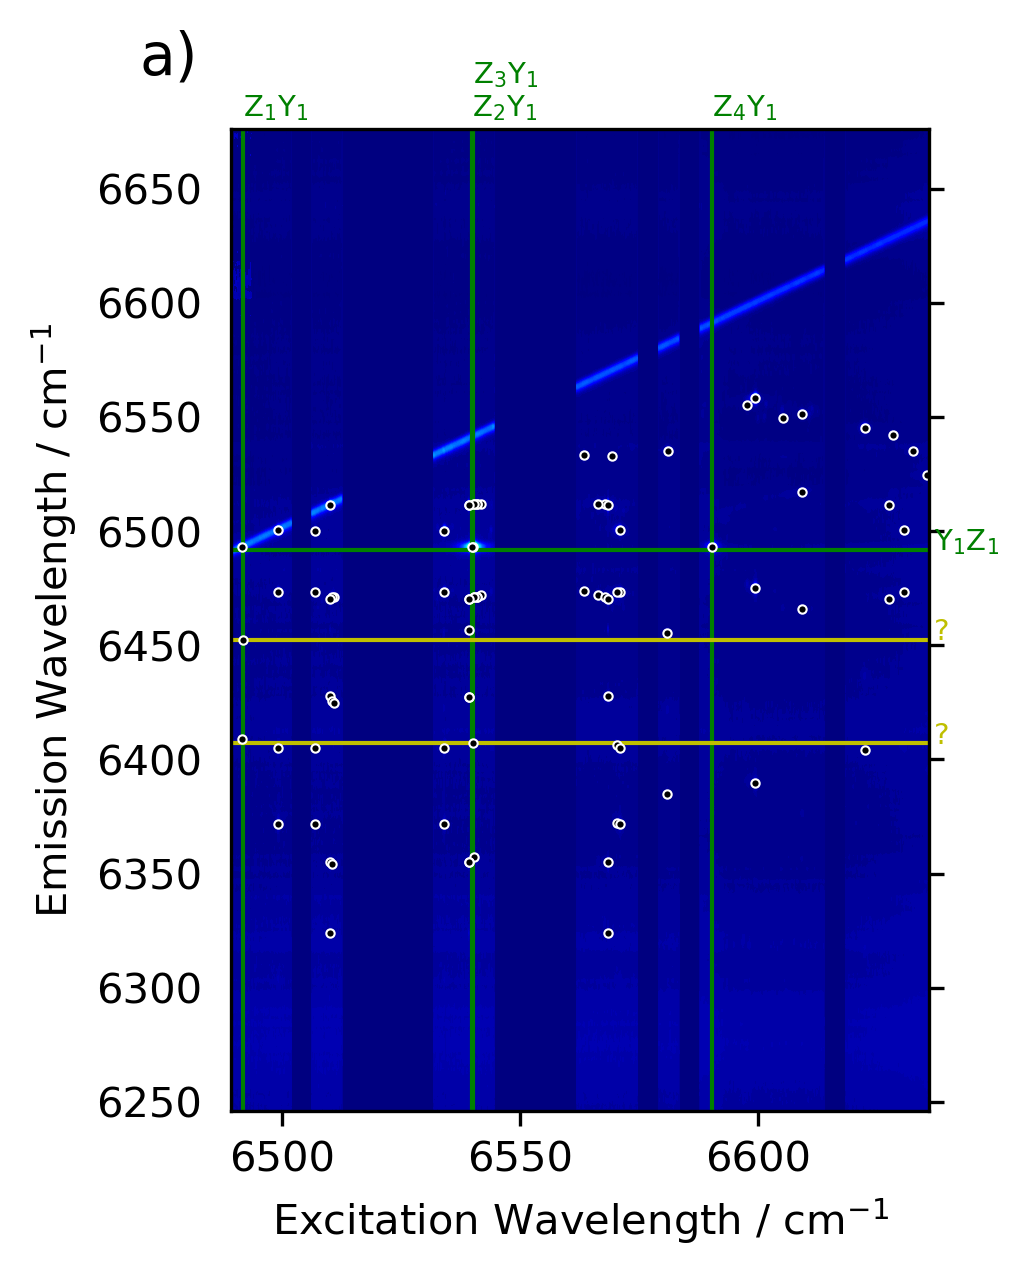 a)
Z₃Y₁
Z₁Y₁ Z₂Y₁ Z₄Y₁
6650
6600
6550
6500
Y₁Z₁
?
6450
?
6400
6350
6300
6250
Emission Wavelength / cm⁻¹
6500 6550 6600
Excitation Wavelength / cm⁻¹